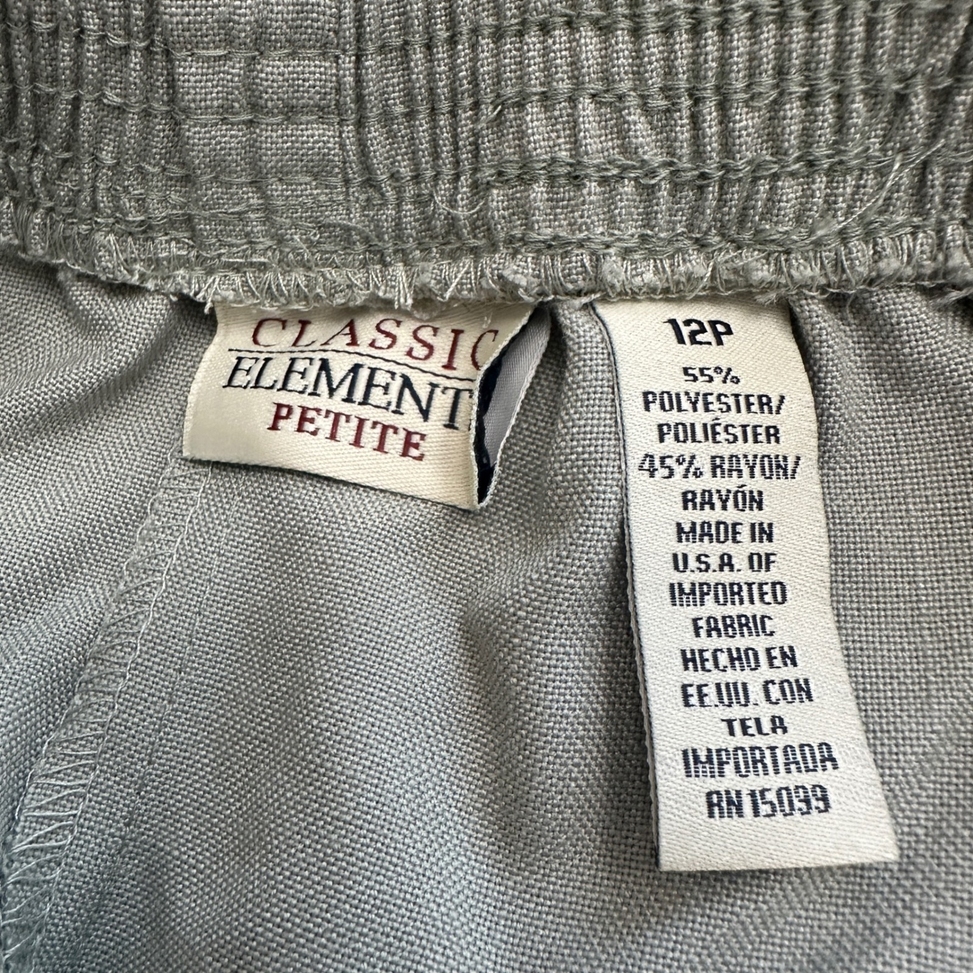 CLASSIC
ELEMENT
PETITE
12P
55%
POLYESTER/
POLIÉSTER
45% RAYON/
RAYÓN
MADE IN
U.S.A. OF
IMPORTED
FABRIC
HECHO EN
EE.UU. CON
TELA
IMPORTADA
RN 15099